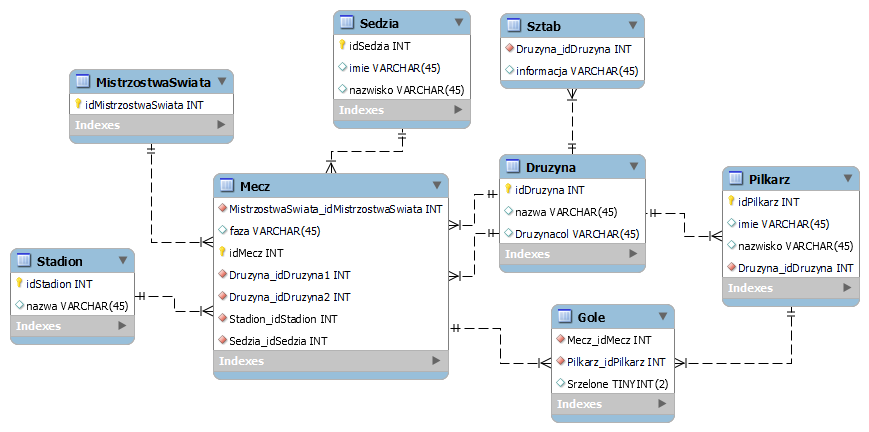 Sedzia
idSedzia INT
imie VARCHAR(45)
nazwisko VARCHAR(45)
Indexes
Sztab
Druzyna_idDruzyna INT
informacja VARCHAR(45)
Indexes
MistrzostwaSwiata
idMistrzostwaSwiata INT
Indexes
Mecz
MistrzostwaSwiata_idMistrzostwaSwiata INT
faza VARCHAR(45)
idMecz INT
Druzyna_idDruzyna1 INT
Druzyna_idDruzyna2 INT
Stadion_idStadion INT
Sedzia_idSedzia INT
Indexes
Druzyna
idDruzyna INT
nazwa VARCHAR(45)
Druzynacol VARCHAR(45)
Indexes
Pilkarz
idPilkarz INT
imie VARCHAR(45)
nazwisko VARCHAR(45)
Druzyna_idDruzyna INT
Indexes
Stadion
idStadion INT
nazwa VARCHAR(45)
Indexes
Gole
Mecz_idMecz INT
Pilkarz_idPilkarz INT
Srzelone TINYINT(2)
Indexes